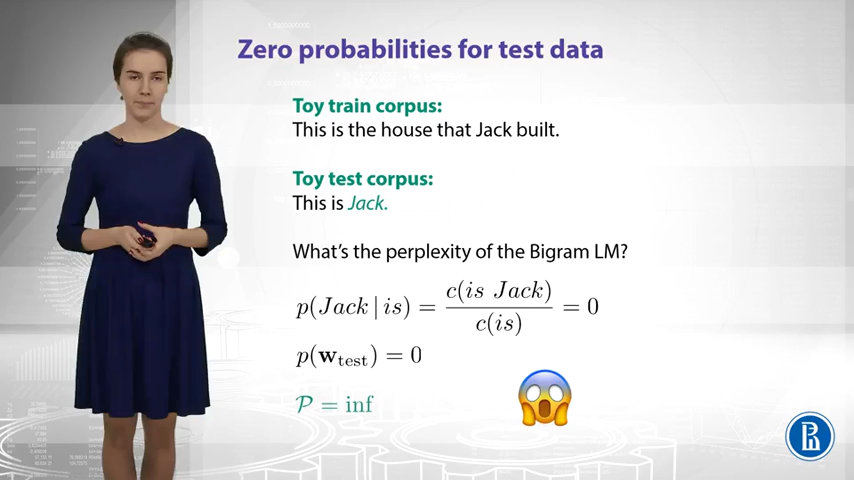 Zero probabilities for test data
Toy train corpus:
This is the house that Jack built.
Toy test corpus:
This is Jack.
What's the perplexity of the Bigram LM?
p(Jack | is) = c(is Jack) / c(is) = 0
p(w_test) = 0
𝒫 = inf